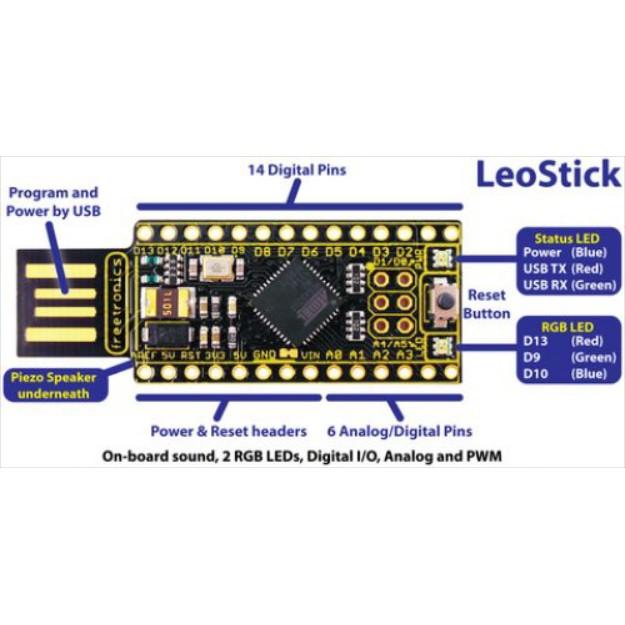 14 Digital Pins
LeoStick
Program and
Power by USB
Status LED
Power (Blue)
USB TX (Red)
USB RX (Green)
D13 D12 D11 D10 D9 D8 D7 D6 D5 D4 D3 D2
D1/D0
freetronics
501
Reset
Button
RGB LED
D13 (Red)
D9 (Green)
D10 (Blue)
A4/A5
AREF 5V RST 3V3 5V GND VIN A0 A1 A2 A3
Piezo Speaker
underneath
Power & Reset headers
6 Analog/Digital Pins
On-board sound, 2 RGB LEDs, Digital I/O, Analog and PWM